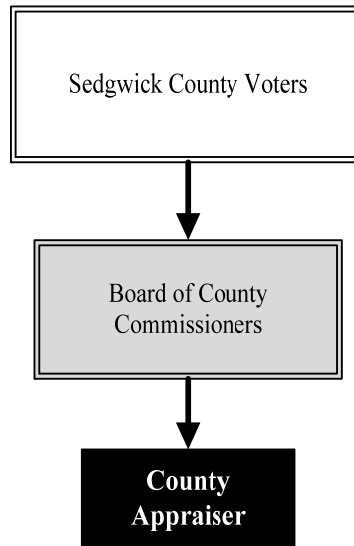 Sedgwick County Voters
Board of County
Commissioners
County
Appraiser